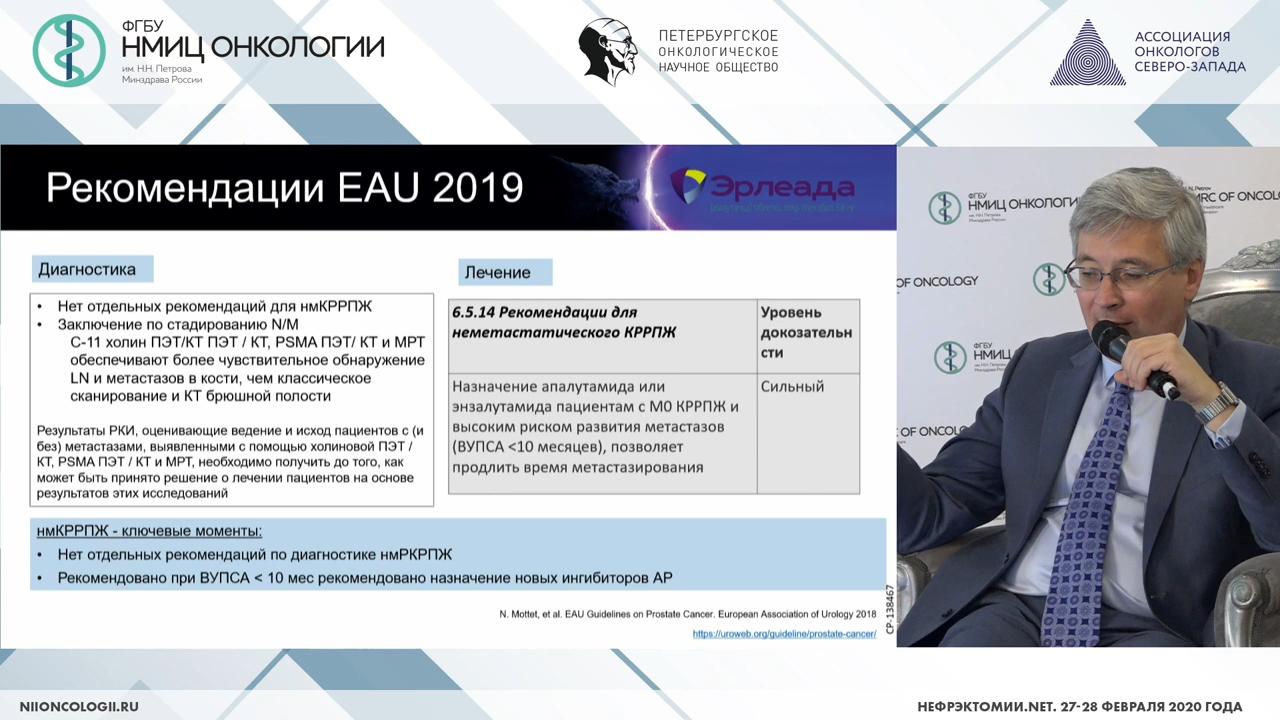 ФГБУ
НМИЦ ОНКОЛОГИИ
им. Н.Н. Петрова
Минздрава России
ПЕТЕРБУРГСКОЕ
ОНКОЛОГИЧЕСКОЕ
НАУЧНОЕ ОБЩЕСТВО
АССОЦИАЦИЯ
ОНКОЛОГОВ
СЕВЕРО-ЗАПАДА
Рекомендации EAU 2019
Эрлеада
Диагностика
• Нет отдельных рекомендаций для нмКРРПЖ
• Заключение по стадированию N/M
С-11 холин ПЭТ/КТ ПЭТ / КТ, PSMA ПЭТ/ КТ и МРТ
обеспечивают более чувствительное обнаружение
LN и метастазов в кости, чем классическое
сканирование и КТ брюшной полости
Результаты РКИ, оценивающие ведение и исход пациентов с (и
без) метастазами, выявленными с помощью холиновой ПЭТ /
КТ, PSMA ПЭТ / КТ и МРТ, необходимо получить до того, как
может быть принято решение о лечении пациентов на основе
результатов этих исследований
Лечение
6.5.14 Рекомендации для
неметастатического КРРПЖ
Уровень
доказательн
сти
Назначение апалутамида или
энзалутамида пациентам с М0 КРРПЖ и
высоким риском развития метастазов
(ВУПСА <10 месяцев), позволяет
продлить время метастазирования
Сильный
нмКРРПЖ - ключевые моменты:
• Нет отдельных рекомендаций по диагностике нмРКРПЖ
• Рекомендовано при ВУПСА < 10 мес рекомендовано назначение новых ингибиторов АР
N. Mottet, et al. EAU Guidelines on Prostate Cancer. European Association of Urology 2018
https://uroweb.org/guideline/prostate-cancer/
CP-138467
ФГБУ
НМИЦ ОНКОЛОГИИ
N.N. Petrov
NMRC OF ONCOLOGY
OF ONCOLOGY
ФГБУ
НМИЦ
OF ONCOLO
NIIONCOLOGII.RU
НЕФРЭКТОМИИ.NET. 27-28 ФЕВРАЛЯ 2020 ГОДА